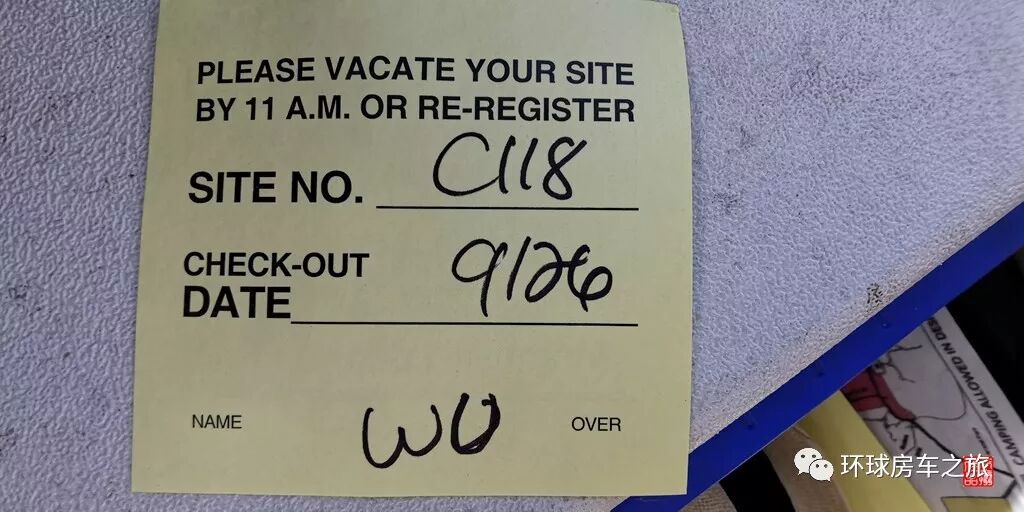 PLEASE VACATE YOUR SITE
BY 11 A.M. OR RE-REGISTER
SITE NO. C118
CHECK-OUT
DATE 9/26
NAME WU OVER
CAMPING ALLOWED IN DES
环球房车之旅